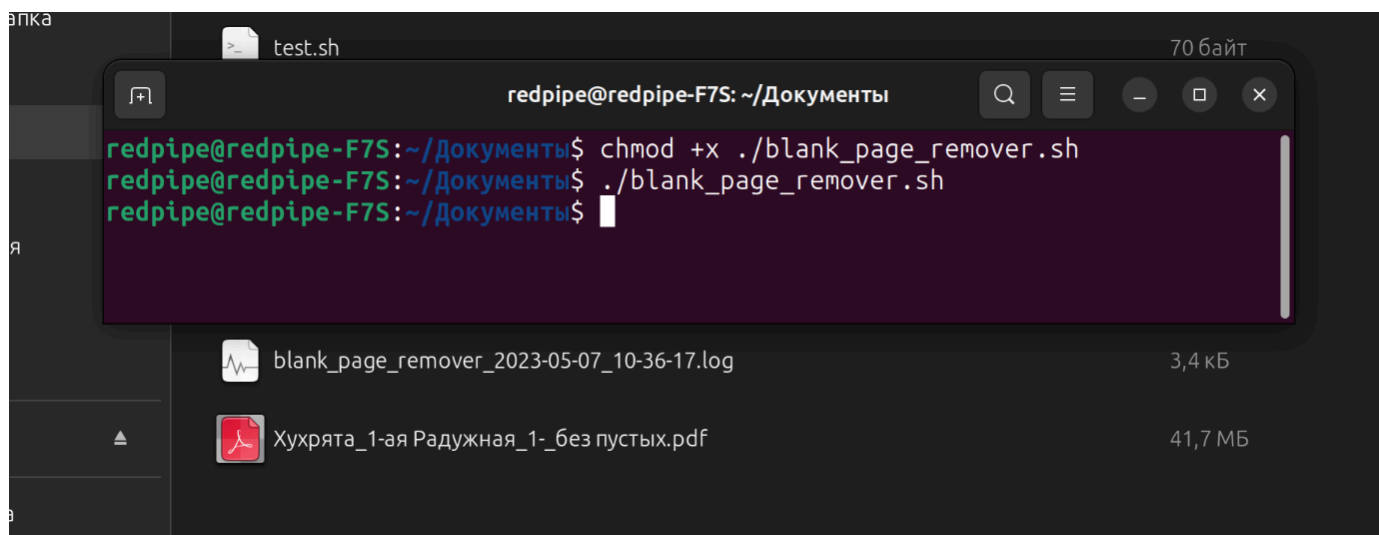 апка
test.sh
70 байт
redpipe@redpipe-F7S: ~/Документы
redpipe@redpipe-F7S:~/Документы$ chmod +x ./blank_page_remover.sh
redpipe@redpipe-F7S:~/Документы$ ./blank_page_remover.sh
redpipe@redpipe-F7S:~/Документы$
я
blank_page_remover_2023-05-07_10-36-17.log
3,4 кБ
Хухрята_1-ая Радужная_1-_без пустых.pdf
41,7 МБ
а